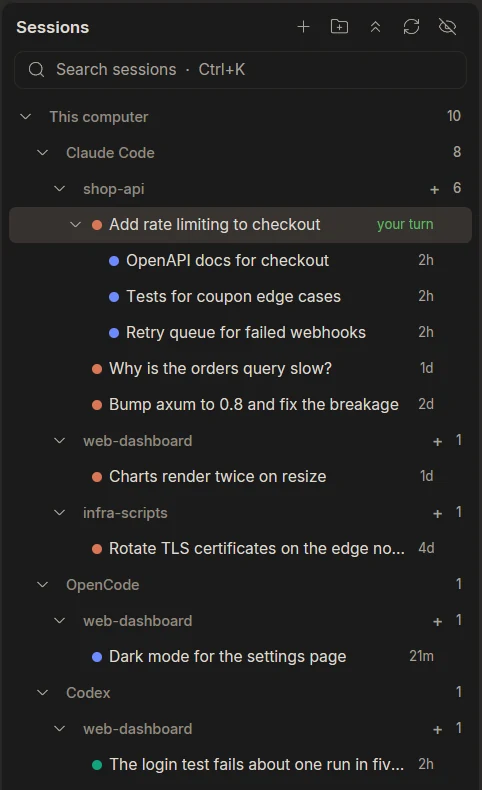 Sessions
Search sessions · Ctrl+K
This computer 10
Claude Code 8
shop-api + 6
Add rate limiting to checkout your turn
OpenAPI docs for checkout 2h
Tests for coupon edge cases 2h
Retry queue for failed webhooks 2h
Why is the orders query slow? 1d
Bump axum to 0.8 and fix the breakage 2d
web-dashboard + 1
Charts render twice on resize 1d
infra-scripts + 1
Rotate TLS certificates on the edge no... 4d
OpenCode 1
web-dashboard + 1
Dark mode for the settings page 21m
Codex 1
web-dashboard + 1
The login test fails about one run in fiv... 2h